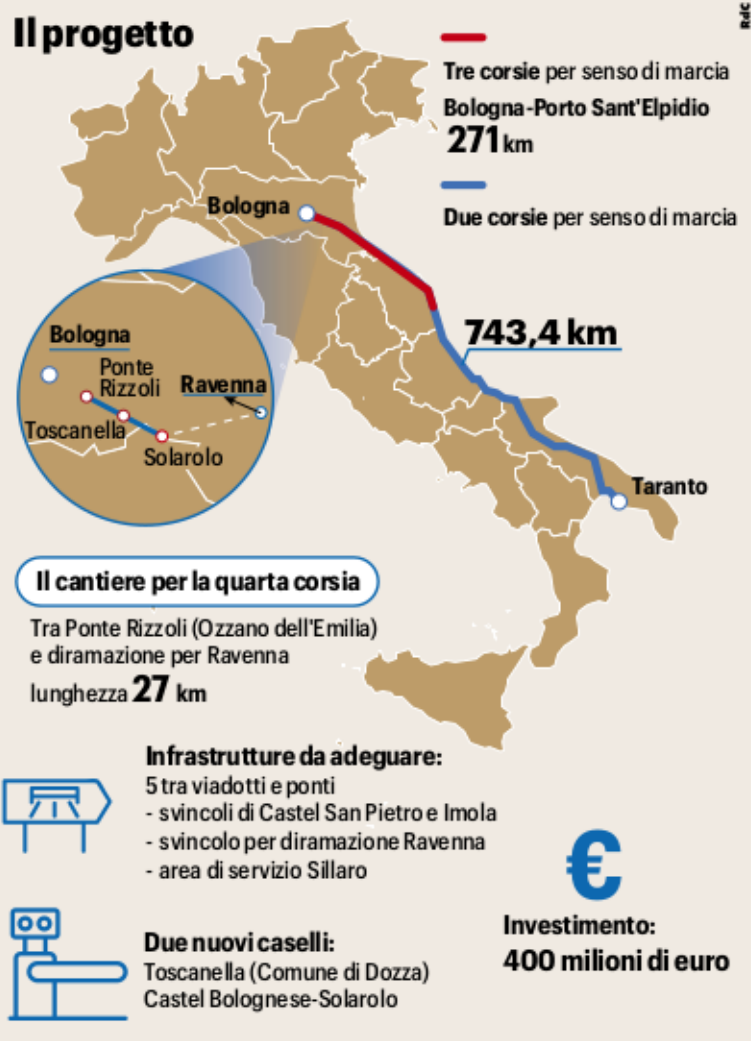 RdC
Il progetto
Tre corsie per senso di marcia
Bologna-Porto Sant'Elpidio
271 km
Due corsie per senso di marcia
Bologna
743,4 km
Taranto
Bologna
Ponte
Rizzoli
Ravenna
Toscanella
Solarolo
Il cantiere per la quarta corsia
Tra Ponte Rizzoli (Ozzano dell'Emilia)
e diramazione per Ravenna
lunghezza 27 km
Infrastrutture da adeguare:
5 tra viadotti e ponti
- svincoli di Castel San Pietro e Imola
- svincolo per diramazione Ravenna
- area di servizio Sillaro
Due nuovi caselli:
Toscanella (Comune di Dozza)
Castel Bolognese-Solarolo
€
Investimento:
400 milioni di euro